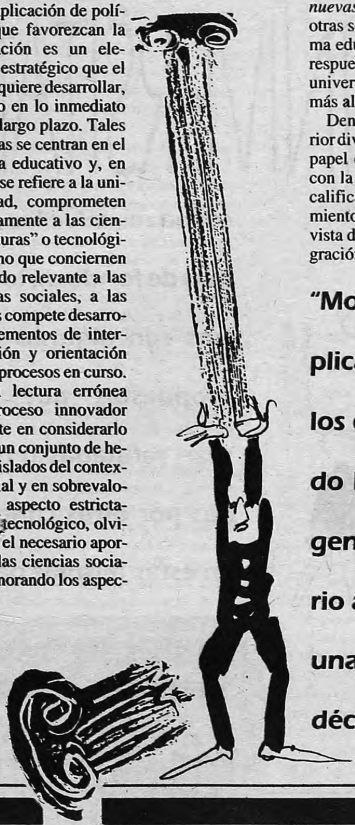 plicación de polí-
que favorezcan la
ción es un ele-
estratégico que el
quiere desarrollar,
o en lo inmediato
largo plazo. Tales
as se centran en el
a educativo y, en
se refiere a la uni-
ad, comprometen
amente a las cien-
uras" o tecnológi-
no que conciernen
do relevante a las
as sociales, a las
s compete desarro-
ementos de inter-
ión y orientación
procesos en curso.
lectura errónea
roceso innovador
te en considerarlo
un conjunto de he-
islados del contex-
ial y en sobrevalo-
aspecto estricta-
tecnológico, olvi-
el necesario apor-
las ciencias socia-
norando los aspec-
nuevas
otras s
ma edu
respue
univer
más al
Den
rior div
papel
con la
calific
miento
vista d
gración
"Mo
plica
los
do
gen
rio a
una
déc